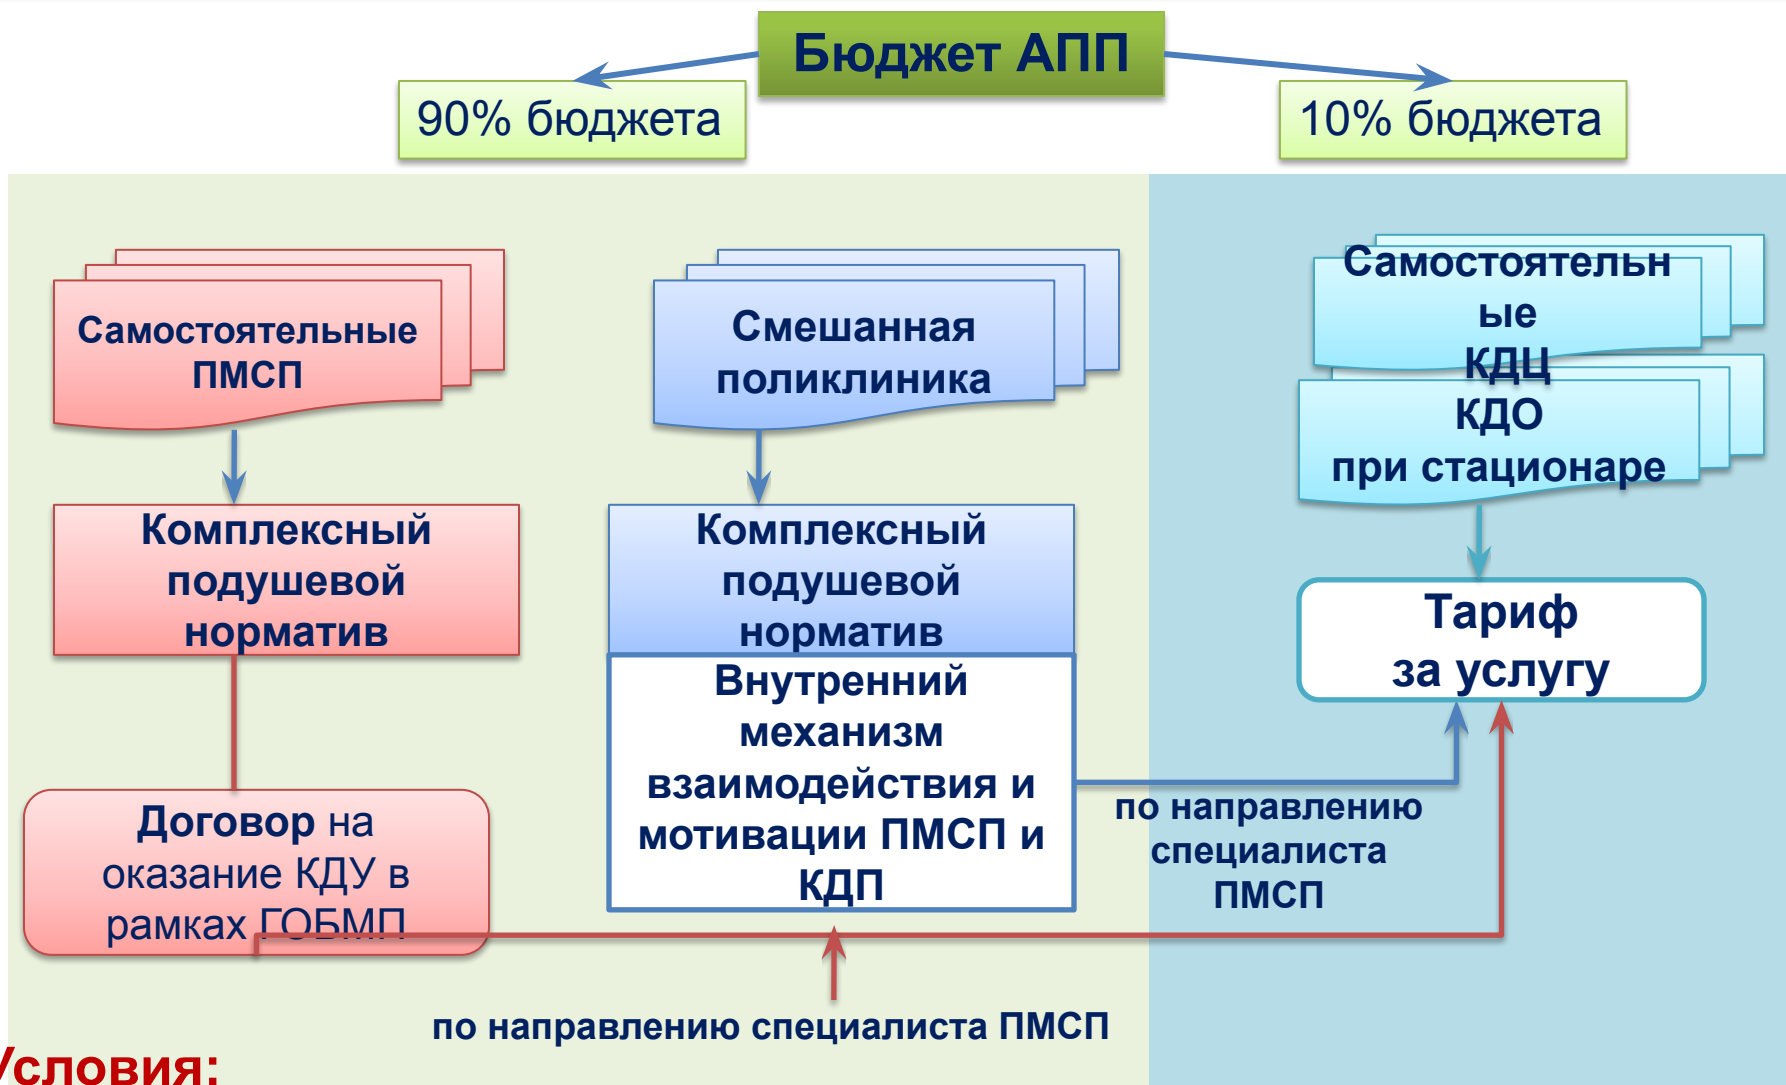 Бюджет АПП
90% бюджета
10% бюджета
Самостоятельные
ПМСП
Смешанная
поликлиника
Самостоятельн
ые
КДЦ
КДО
при стационаре
Комплексный
подушевой
норматив
Комплексный
подушевой
норматив
Тариф
за услугу
Внутренний
механизм
взаимодействия и
мотивации ПМСП и
КДП
Договор на
оказание КДУ в
рамках ГОБМП
по направлению
специалиста
ПМСП
по направлению специалиста ПМСП
Условия: